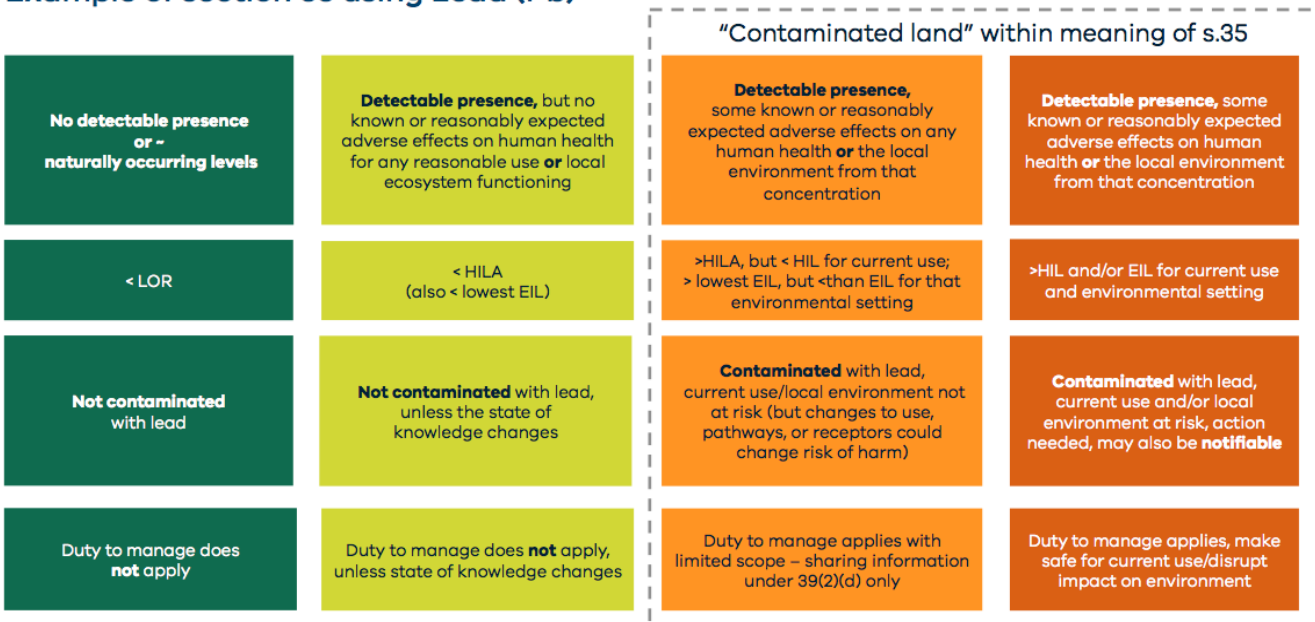 Example of section 35 using Lead (Pb)
“Contaminated land” within meaning of s.35
No detectable presence
or ~
naturally occurring levels
Detectable presence, but no
known or reasonably expected
adverse effects on human health
for any reasonable use or local
ecosystem functioning
Detectable presence,
some known or reasonably
expected adverse effects on any
human health or the local
environment from that
concentration
Detectable presence, some
known or reasonably expected
adverse effects on human
health or the local environment
from that concentration
< LOR
< HILA
(also < lowest EIL)
>HILA, but < HIL for current use;
> lowest EIL, but <than EIL for that
environmental setting
>HIL and/or EIL for current use
and environmental setting
Not contaminated
with lead
Not contaminated with lead,
unless the state of
knowledge changes
Contaminated with lead,
current use/local environment not
at risk (but changes to use,
pathways, or receptors could
change risk of harm)
Contaminated with lead,
current use and/or local
environment at risk, action
needed, may also be notifiable
Duty to manage does
not apply
Duty to manage does not apply,
unless state of knowledge changes
Duty to manage applies with
limited scope – sharing information
under 39(2)(d) only
Duty to manage applies, make
safe for current use/disrupt
impact on environment